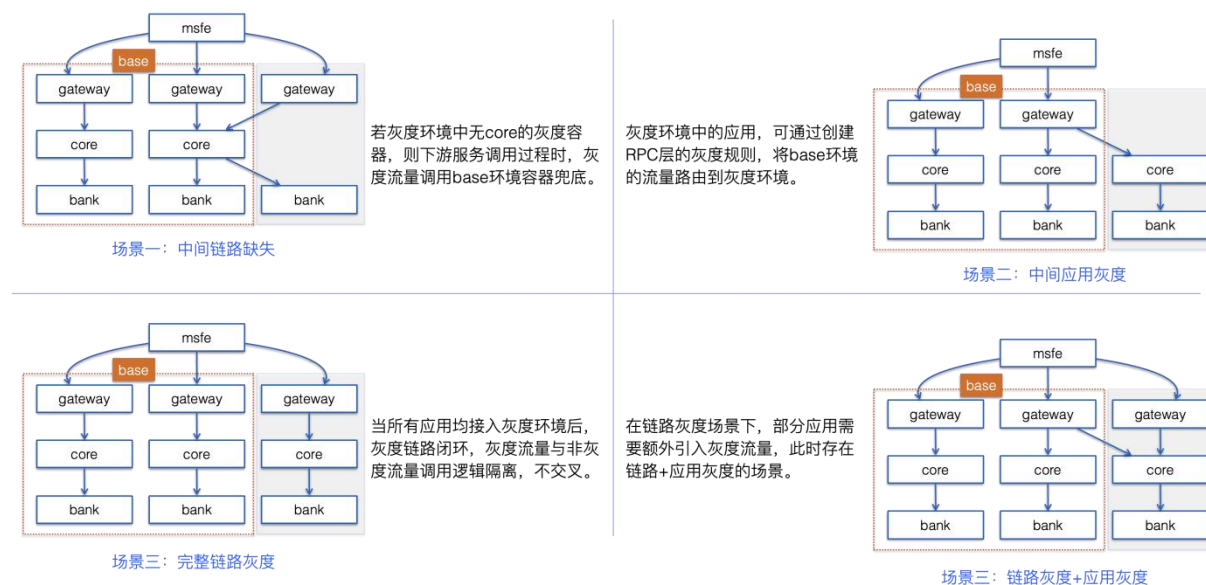 msfe
base
gateway
gateway
gateway
core
core
bank
bank
bank
若灰度环境中无core的灰度容
器，则下游服务调用过程时，灰
度流量调用base环境容器兜底。
场景一：中间链路缺失
msfe
base
gateway
gateway
core
core
core
bank
bank
bank
灰度环境中的应用，可通过创建
RPC层的灰度规则，将base环境
的流量路由到灰度环境。
场景二：中间应用灰度
msfe
base
gateway
gateway
gateway
core
core
core
bank
bank
bank
当所有应用均接入灰度环境后，
灰度链路闭环，灰度流量与非灰
度流量调用逻辑隔离，不交叉。
场景三：完整链路灰度
msfe
base
gateway
gateway
gateway
core
core
core
bank
bank
bank
在链路灰度场景下，部分应用需
要额外引入灰度流量，此时存在
链路+应用灰度的场景。
场景三：链路灰度+应用灰度